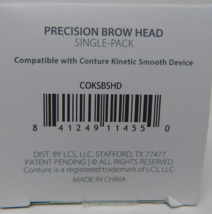 PRECISION BROW HEAD
SINGLE-PACK
Compatible with Conture Kinetic Smooth Device
COKSBSHD
8 41249 11455 0
DIST. BY LCS, LLC. STAFFORD, TX 77477
PATENT PENDING | © ALL RIGHTS RESERVED
Conture is a registered trademark of LCS, LLC
MADE IN CHINA